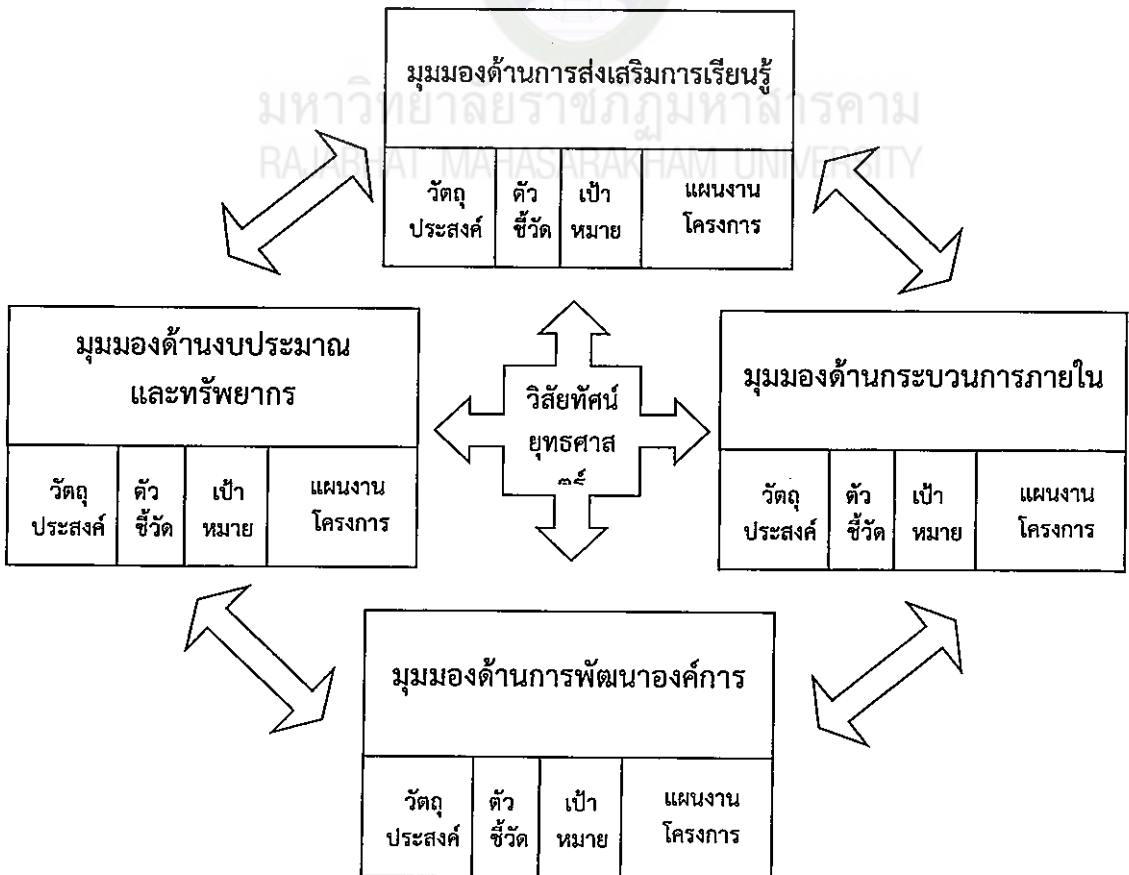 มุมมองด้านการส่งเสริมการเรียนรู้
มหาวิทยาลัยราชภัฏมหาสารคาม
RAJABHAT MAHASARAKHAM UNIVERSITY
วัตถุ
ประสงค์
ตัว
ชี้วัด
เป้า
หมาย
แผนงาน
โครงการ
มุมมองด้านงบประมาณ
และทรัพยากร
วัตถุ
ประสงค์
ตัว
ชี้วัด
เป้า
หมาย
แผนงาน
โครงการ
วิสัยทัศน์
ยุทธศาส
ตร์
มุมมองด้านกระบวนการภายใน
วัตถุ
ประสงค์
ตัว
ชี้วัด
เป้า
หมาย
แผนงาน
โครงการ
มุมมองด้านการพัฒนาองค์การ
วัตถุ
ประสงค์
ตัว
ชี้วัด
เป้า
หมาย
แผนงาน
โครงการ